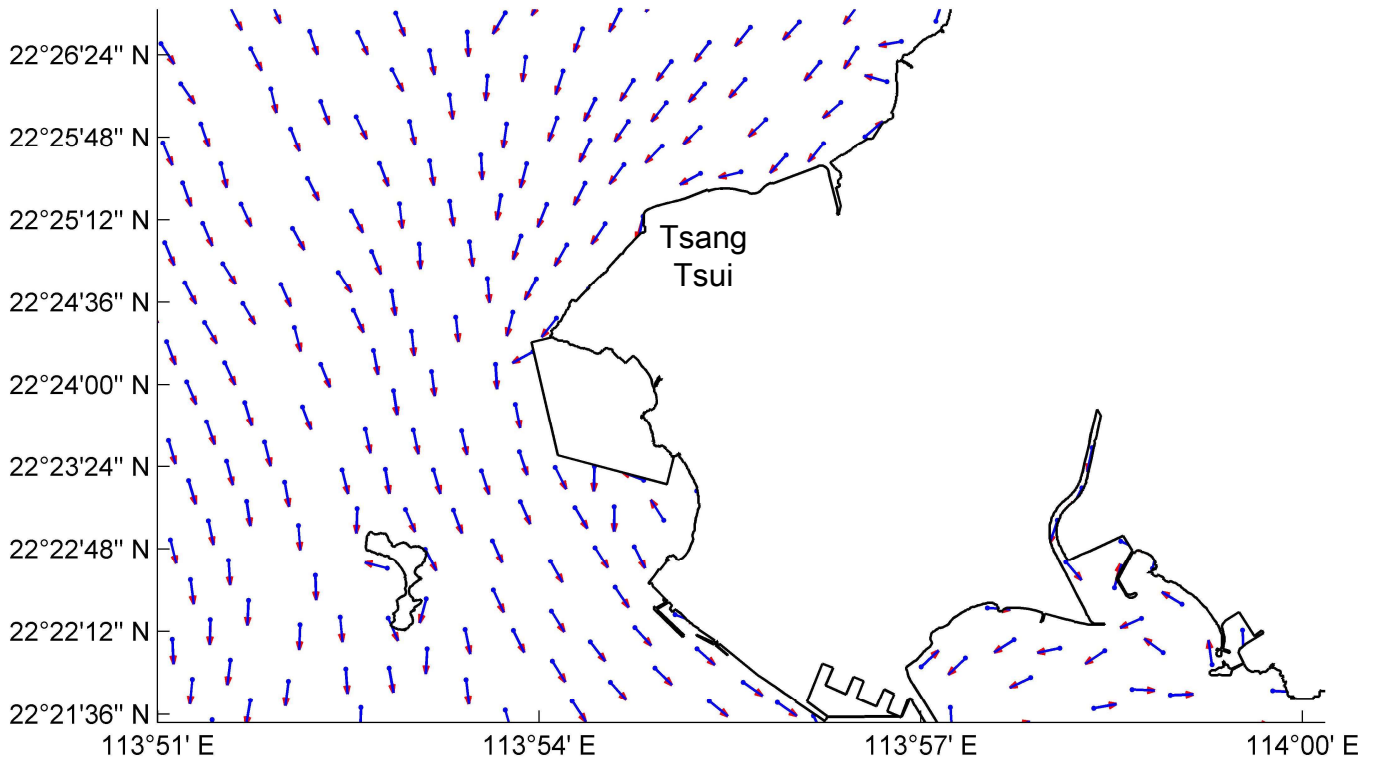 22°26'24" N
22°25'48" N
22°25'12" N
Tsang
Tsui
22°24'36" N
22°24'00" N
22°23'24" N
22°22'48" N
22°22'12" N
22°21'36" N
113°51' E 113°54' E 113°57' E 114°00' E